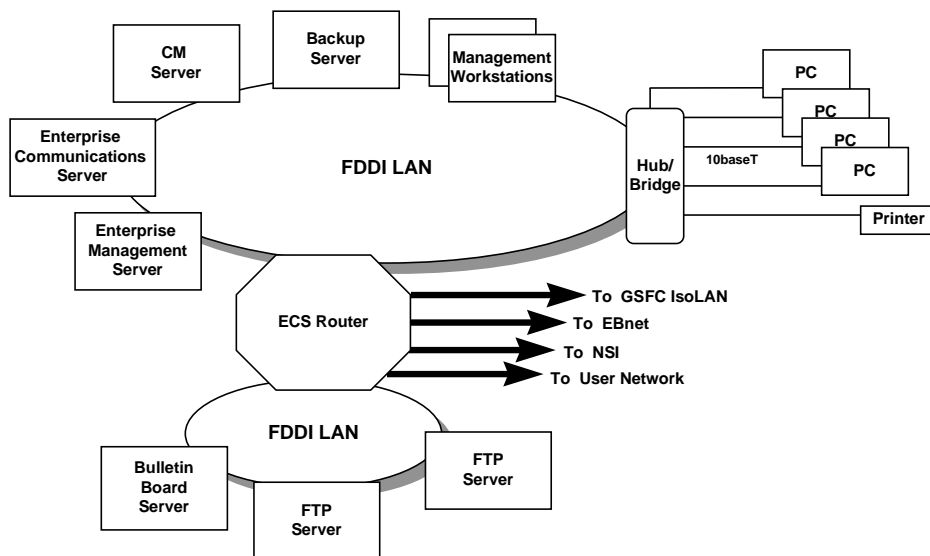 CM
Server
Backup
Server
Management
Workstations
PC
PC
PC
PC
Enterprise
Communications
Server
FDDI LAN
Hub/
Bridge
10baseT
Printer
Enterprise
Management
Server
ECS Router
To GSFC IsoLAN
To EBnet
To NSI
To User Network
FDDI LAN
Bulletin
Board
Server
FTP
Server
FTP
Server